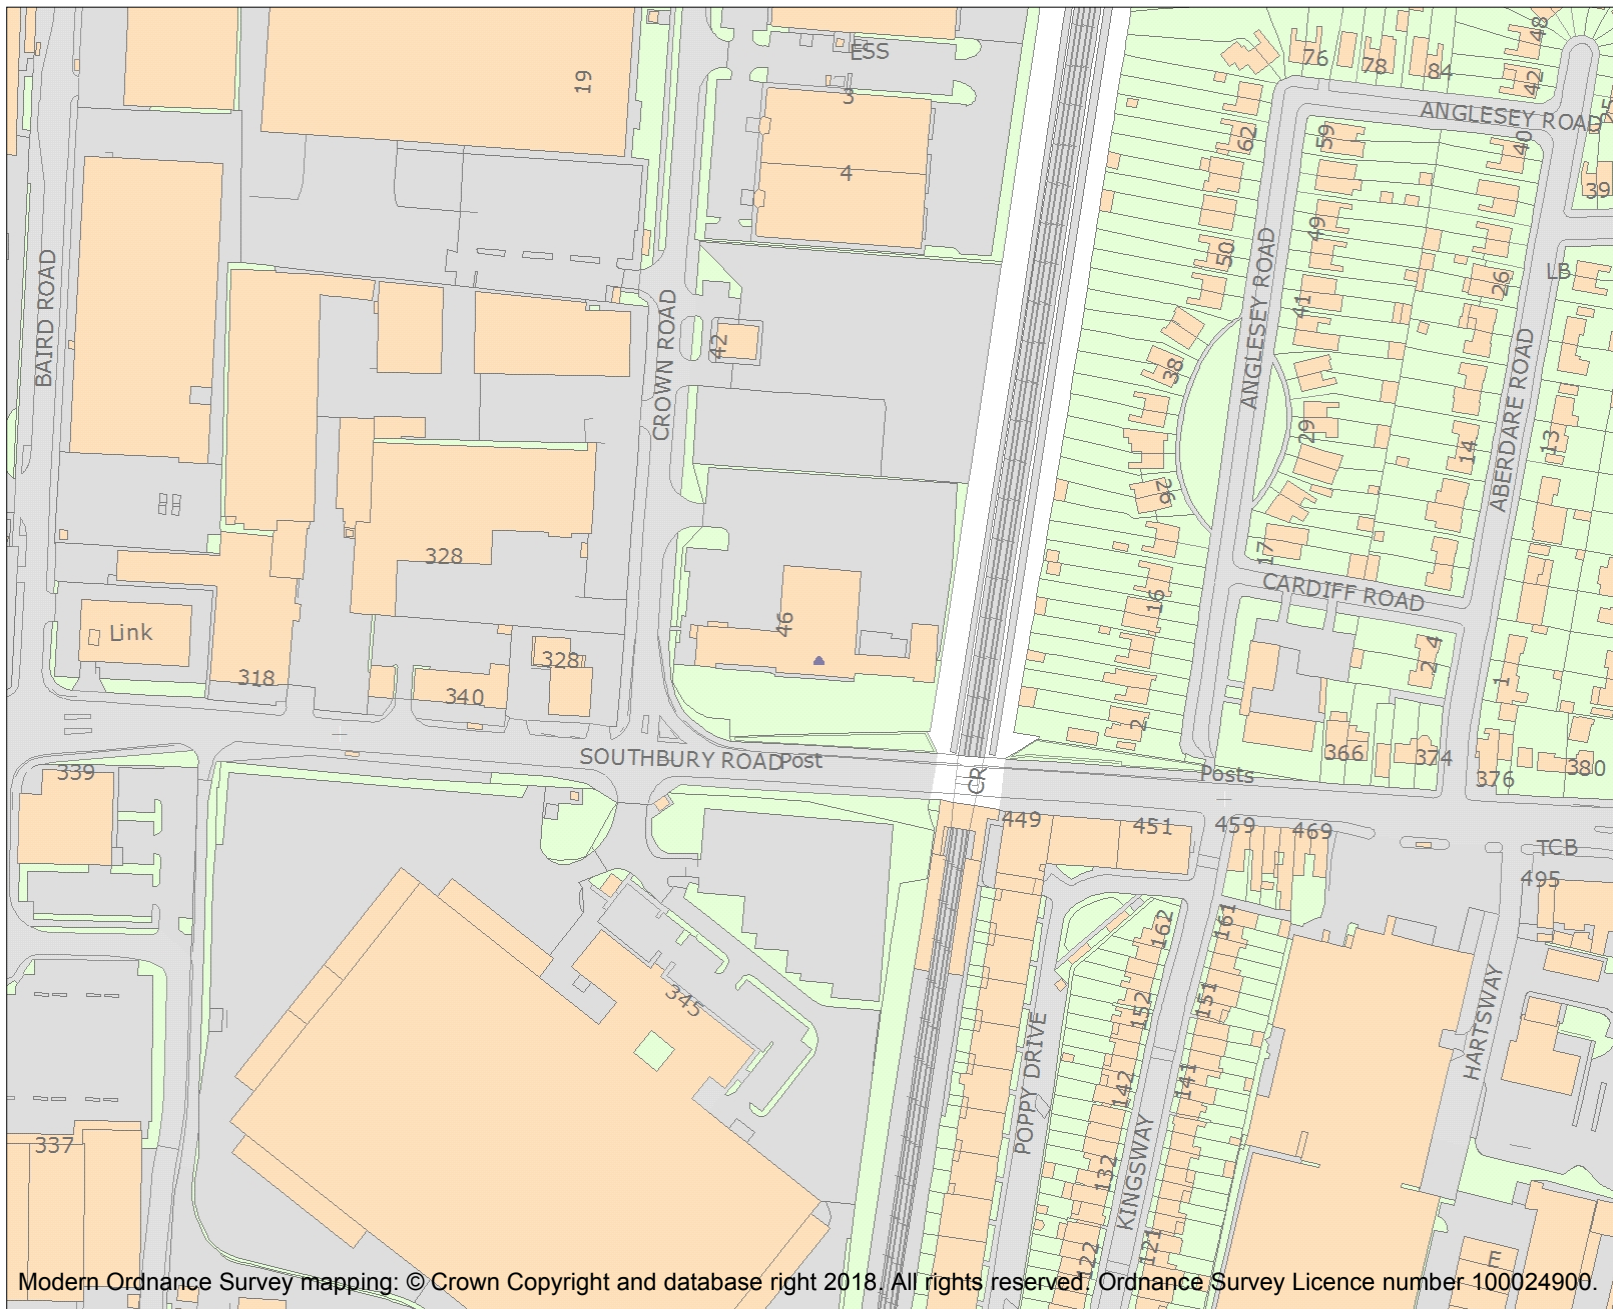 48
ESS
76
78
84
42
19
3
ANGLESEY ROAD
25
62
59
40
4
39
49
50
LB
26
BAIRD ROAD
41
ANGLESEY ROAD
CROWN ROAD
42
38
ABERDARE ROAD
29
13
14
26
328
17
CARDIFF ROAD
16
46
Link
328
2 4
318
340
1
2
366
374
SOUTHBURY ROAD
Post
Posts
380
339
CR
376
449
451
459
469
TCB
495
162
161
345
152
151
HARTSWAY
POPPY DRIVE
142
141
337
132
KINGSWAY
122
121
F
Modern Ordnance Survey mapping: © Crown Copyright and database right 2018. All rights reserved. Ordnance Survey Licence number 100024900.